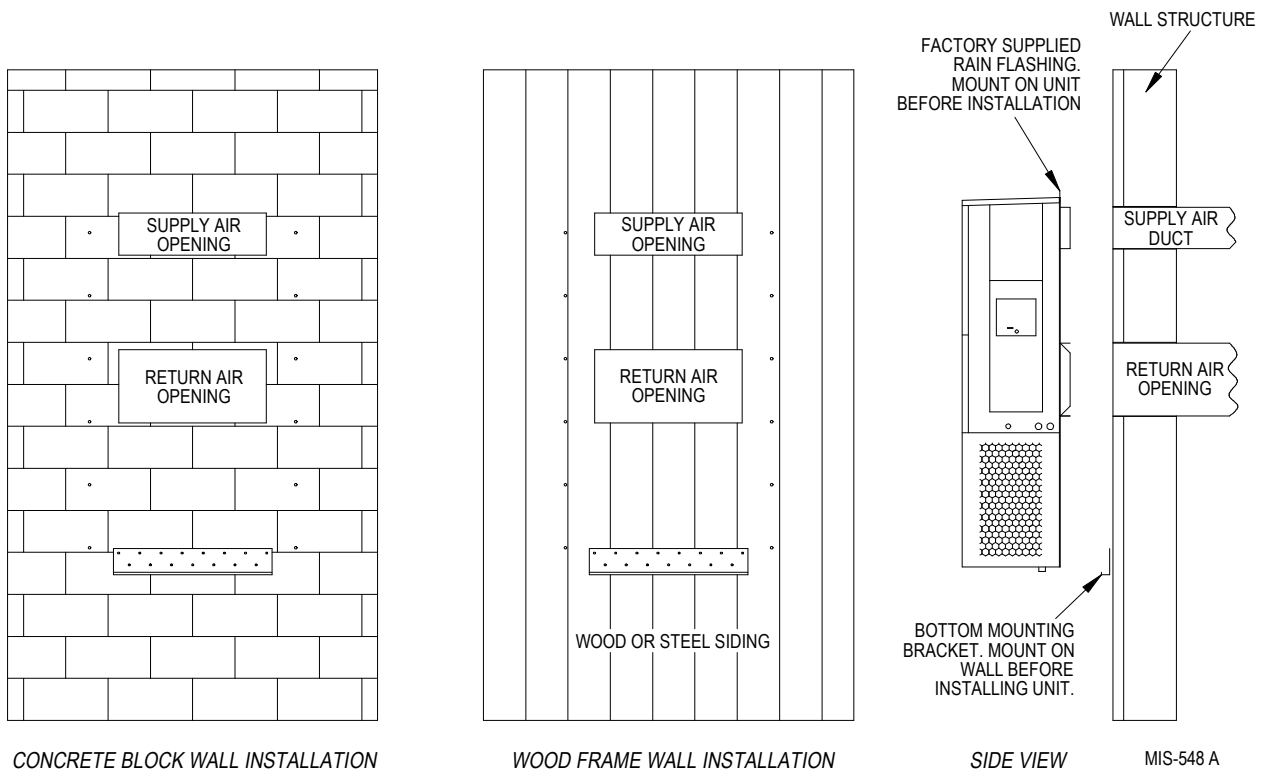 SUPPLY AIR
OPENING
RETURN AIR
OPENING
CONCRETE BLOCK WALL INSTALLATION
SUPPLY AIR
OPENING
RETURN AIR
OPENING
WOOD OR STEEL SIDING
WOOD FRAME WALL INSTALLATION
WALL STRUCTURE
FACTORY SUPPLIED
RAIN FLASHING.
MOUNT ON UNIT
BEFORE INSTALLATION
SUPPLY AIR
DUCT
RETURN AIR
OPENING
BOTTOM MOUNTING
BRACKET. MOUNT ON
WALL BEFORE
INSTALLING UNIT.
SIDE VIEW
MIS-548 A